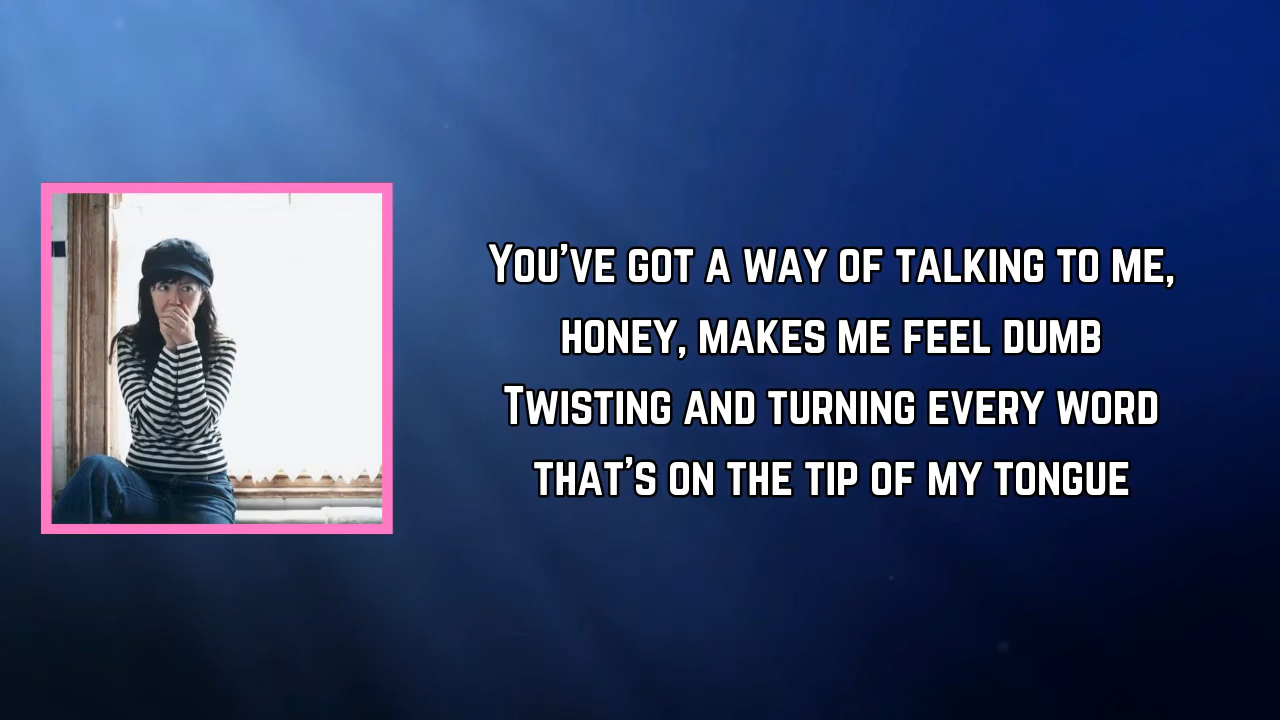 You've got a way of talking to me,
honey, makes me feel dumb
Twisting and turning every word
that's on the tip of my tongue